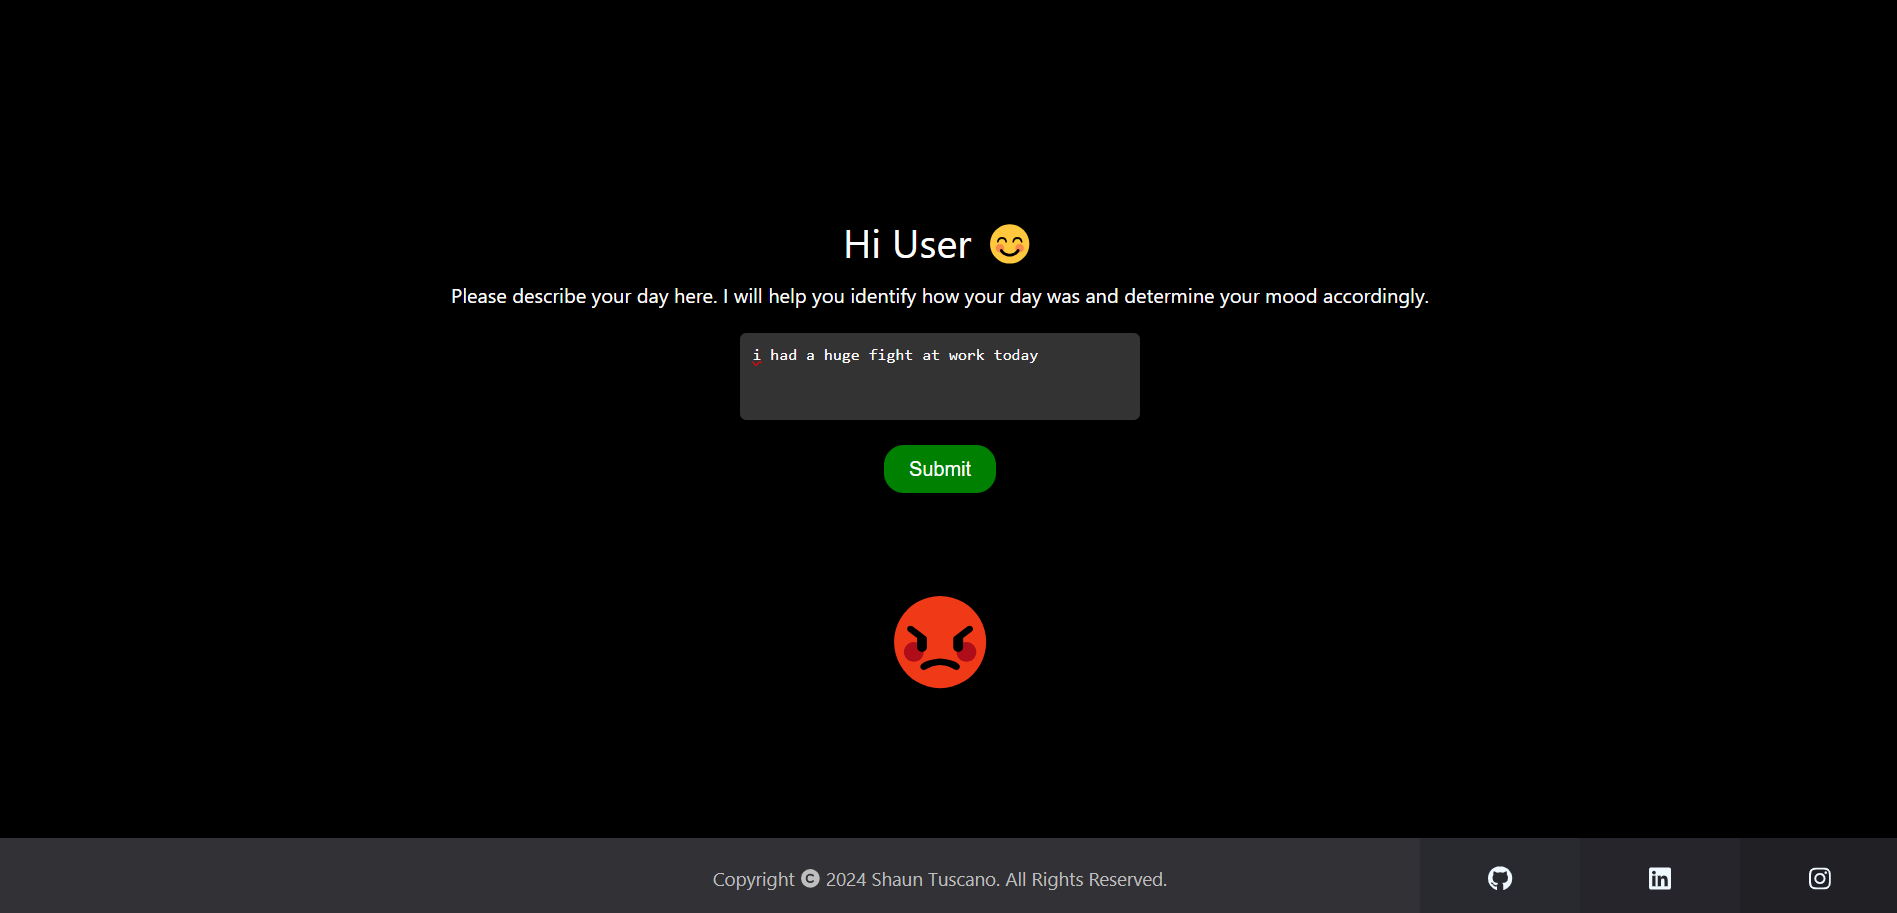 Hi User 😊
Please describe your day here. I will help you identify how your day was and determine your mood accordingly.
i had a huge fight at work today
Submit
Copyright © 2024 Shaun Tuscano. All Rights Reserved.